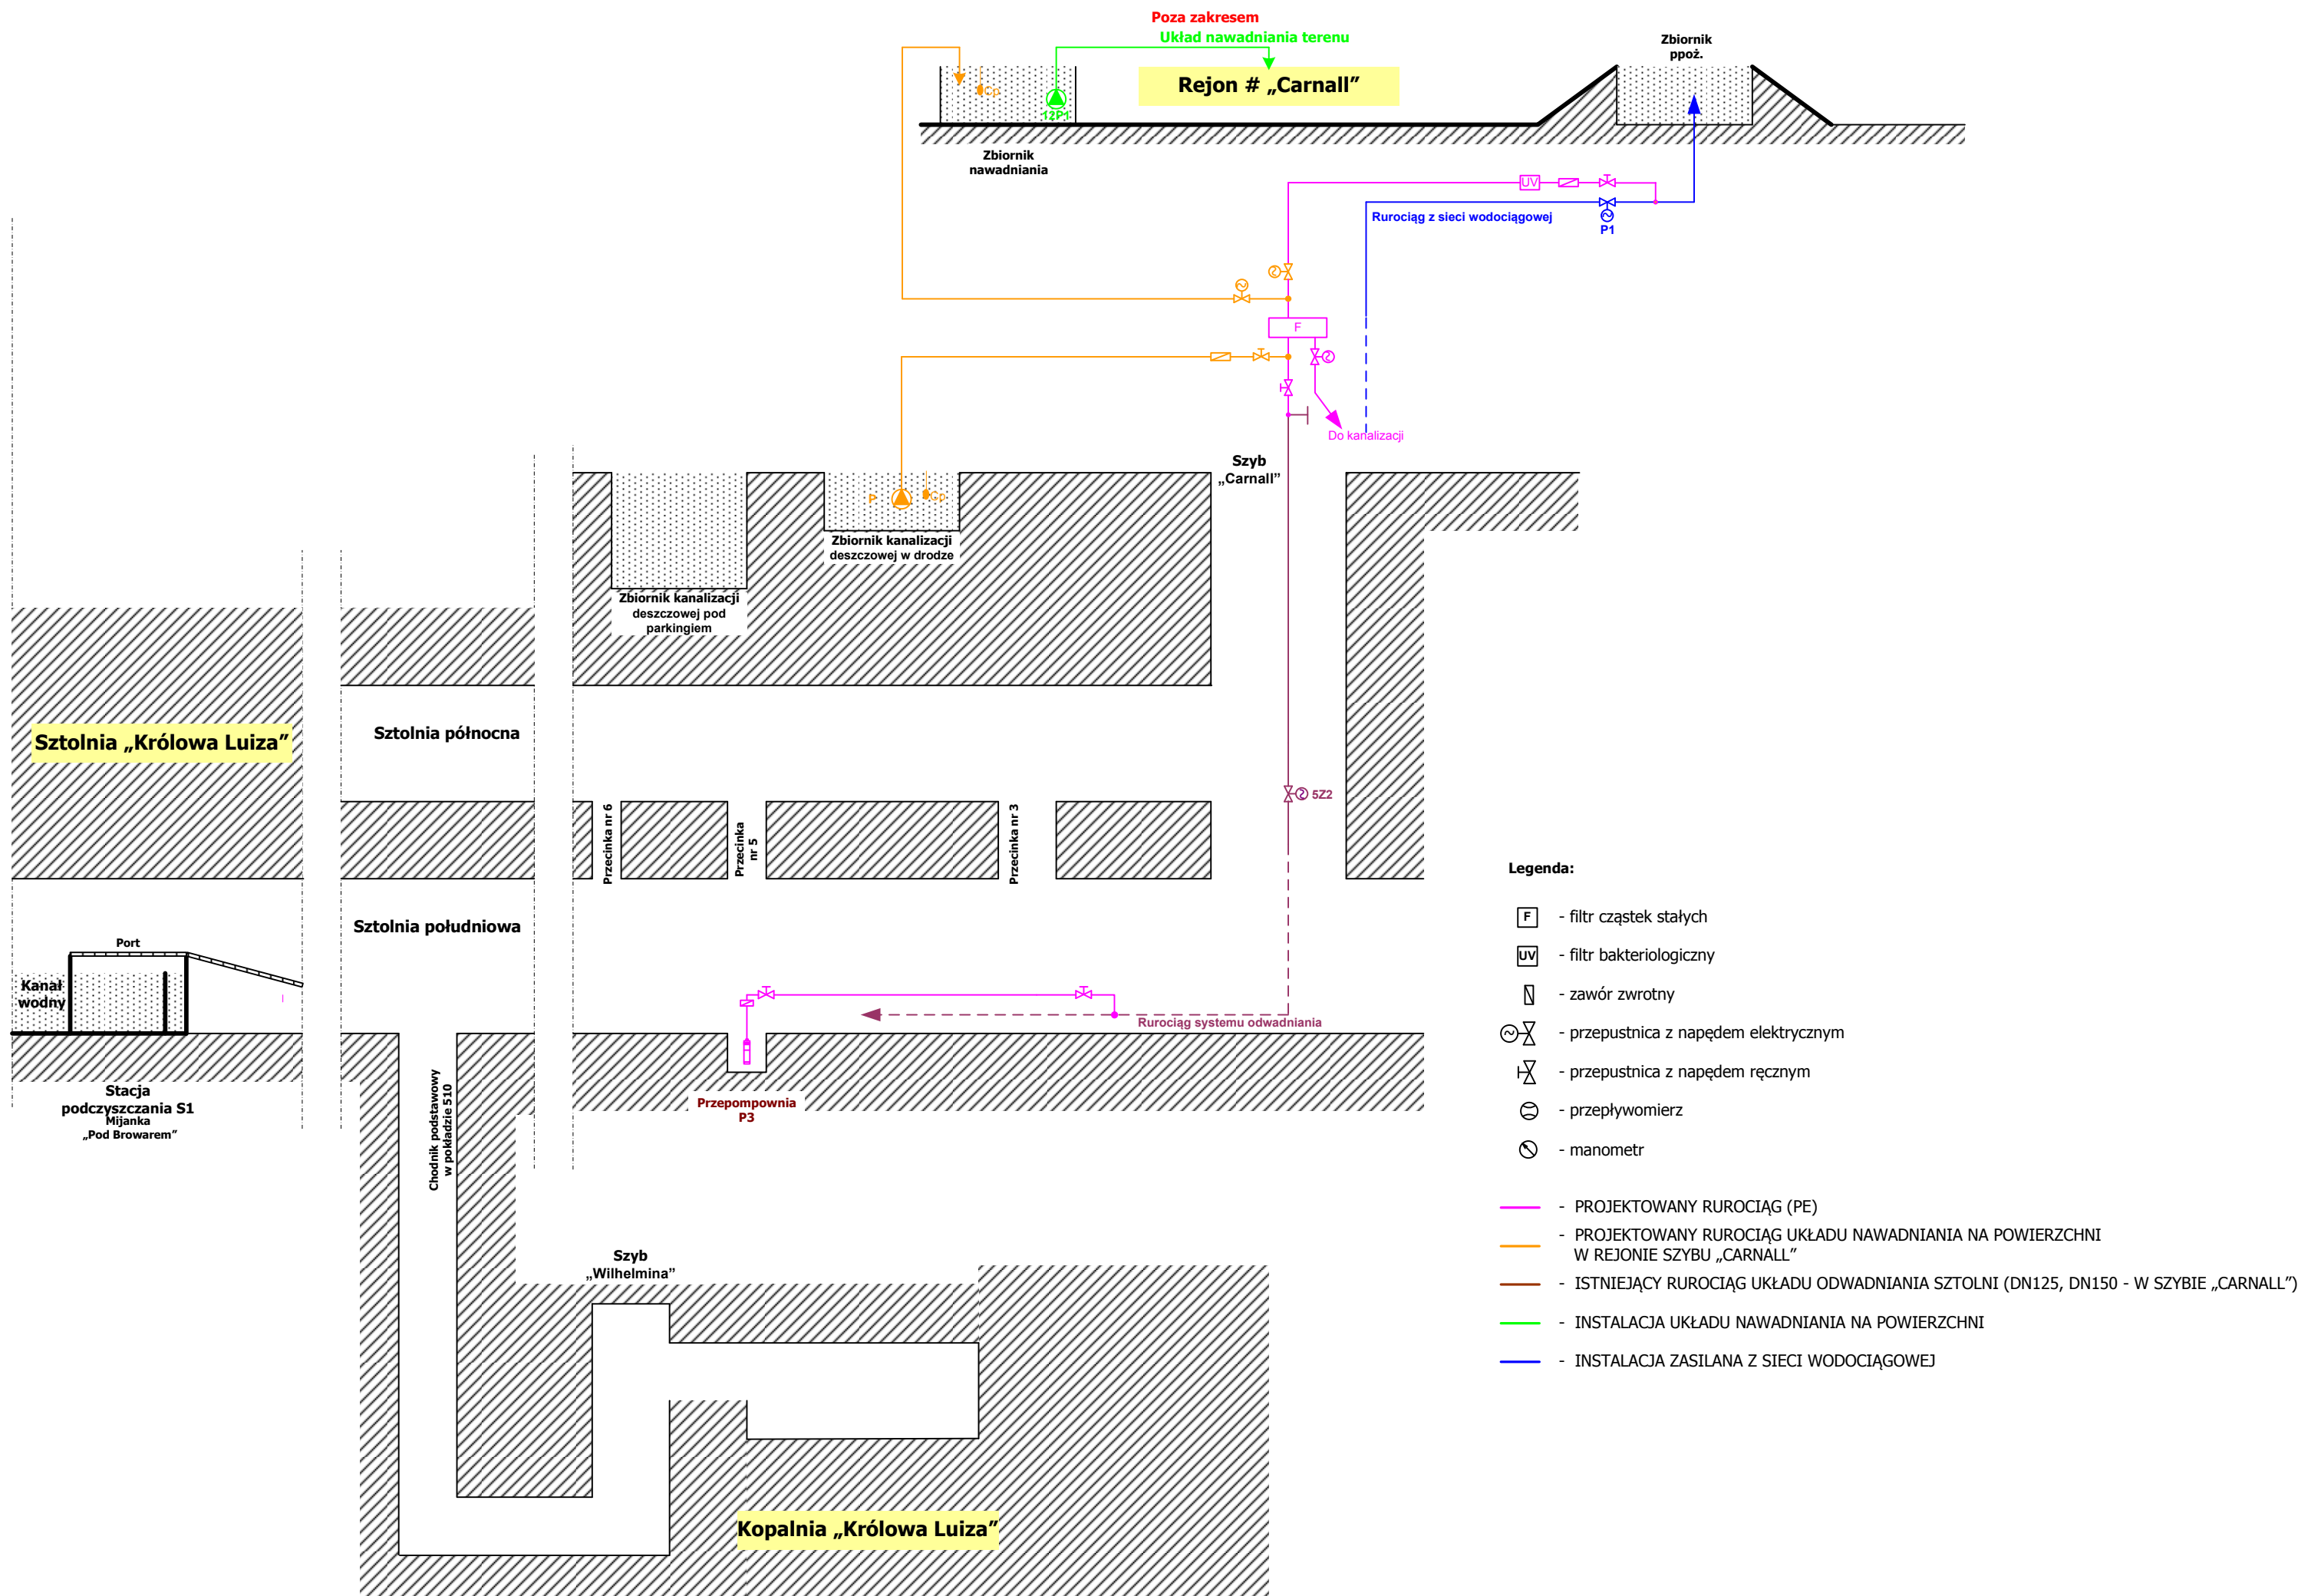 Poza zakresem
Układ nawadniania terenu
Rejon # „Carnall”
Zbiornik
ppoż.
Cp
12P1
Zbiornik
nawadniania
UV
Rurociąg z sieci wodociągowej
P1
F
Do kanalizacji
Szyb
„Carnall”
P
Cp
Zbiornik kanalizacji
deszczowej w drodze
Zbiornik kanalizacji
deszczowej pod
parkingiem
Sztolnia „Królowa Luiza”
Sztolnia północna
5Z2
Przecinka nr 6
Przecinka
nr 5
Przecinka nr 3
Sztolnia południowa
Port
Kanał
wodny
Rurociąg systemu odwadniania
Stacja
podczyszczania S1
Mijanka
„Pod Browarem”
Chodnik podstawowy
w pokładzie 510
Przepompownia
P3
Szyb
„Wilhelmina”
Kopalnia „Królowa Luiza”
Legenda:
F - filtr cząstek stałych
UV - filtr bakteriologiczny
- zawór zwrotny
- przepustnica z napędem elektrycznym
- przepustnica z napędem ręcznym
- przepływomierz
- manometr
- PROJEKTOWANY RUROCIĄG (PE)
- PROJEKTOWANY RUROCIĄG UKŁADU NAWADNIANIA NA POWIERZCHNI
W REJONIE SZYBU „CARNALL”
- ISTNIEJĄCY RUROCIĄG UKŁADU ODWADNIANIA SZTOLNI (DN125, DN150 - W SZYBIE „CARNALL”)
- INSTALACJA UKŁADU NAWADNIANIA NA POWIERZCHNI
- INSTALACJA ZASILANA Z SIECI WODOCIĄGOWEJ